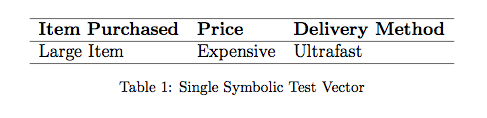 Item Purchased Price Delivery Method
Large Item Expensive Ultrafast
Table 1: Single Symbolic Test Vector